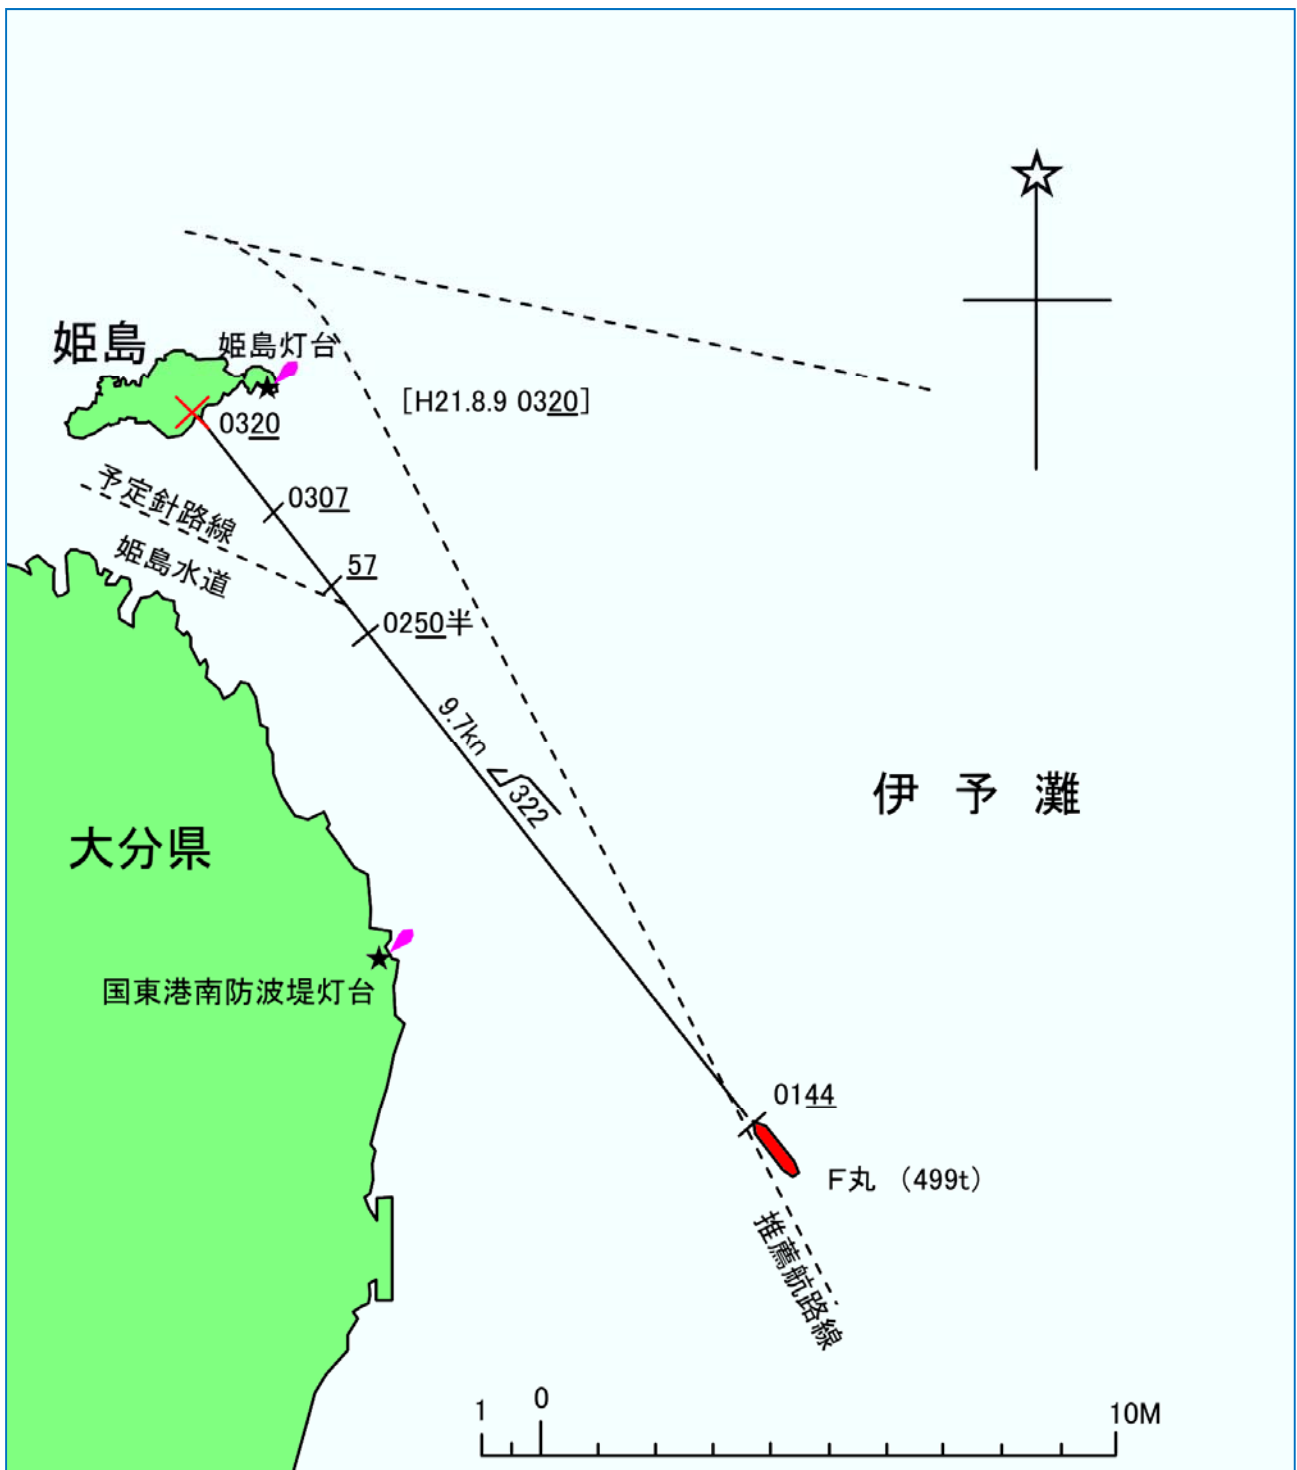 姫島
姫島灯台
[H21.8.9 0320]
0320
予定針路線
0307
姫島水道
57
0250半
9.7kn
322
伊予灘
大分県
国東港南防波堤灯台
0144
F丸 (499t)
推薦航路線
1 0 10M